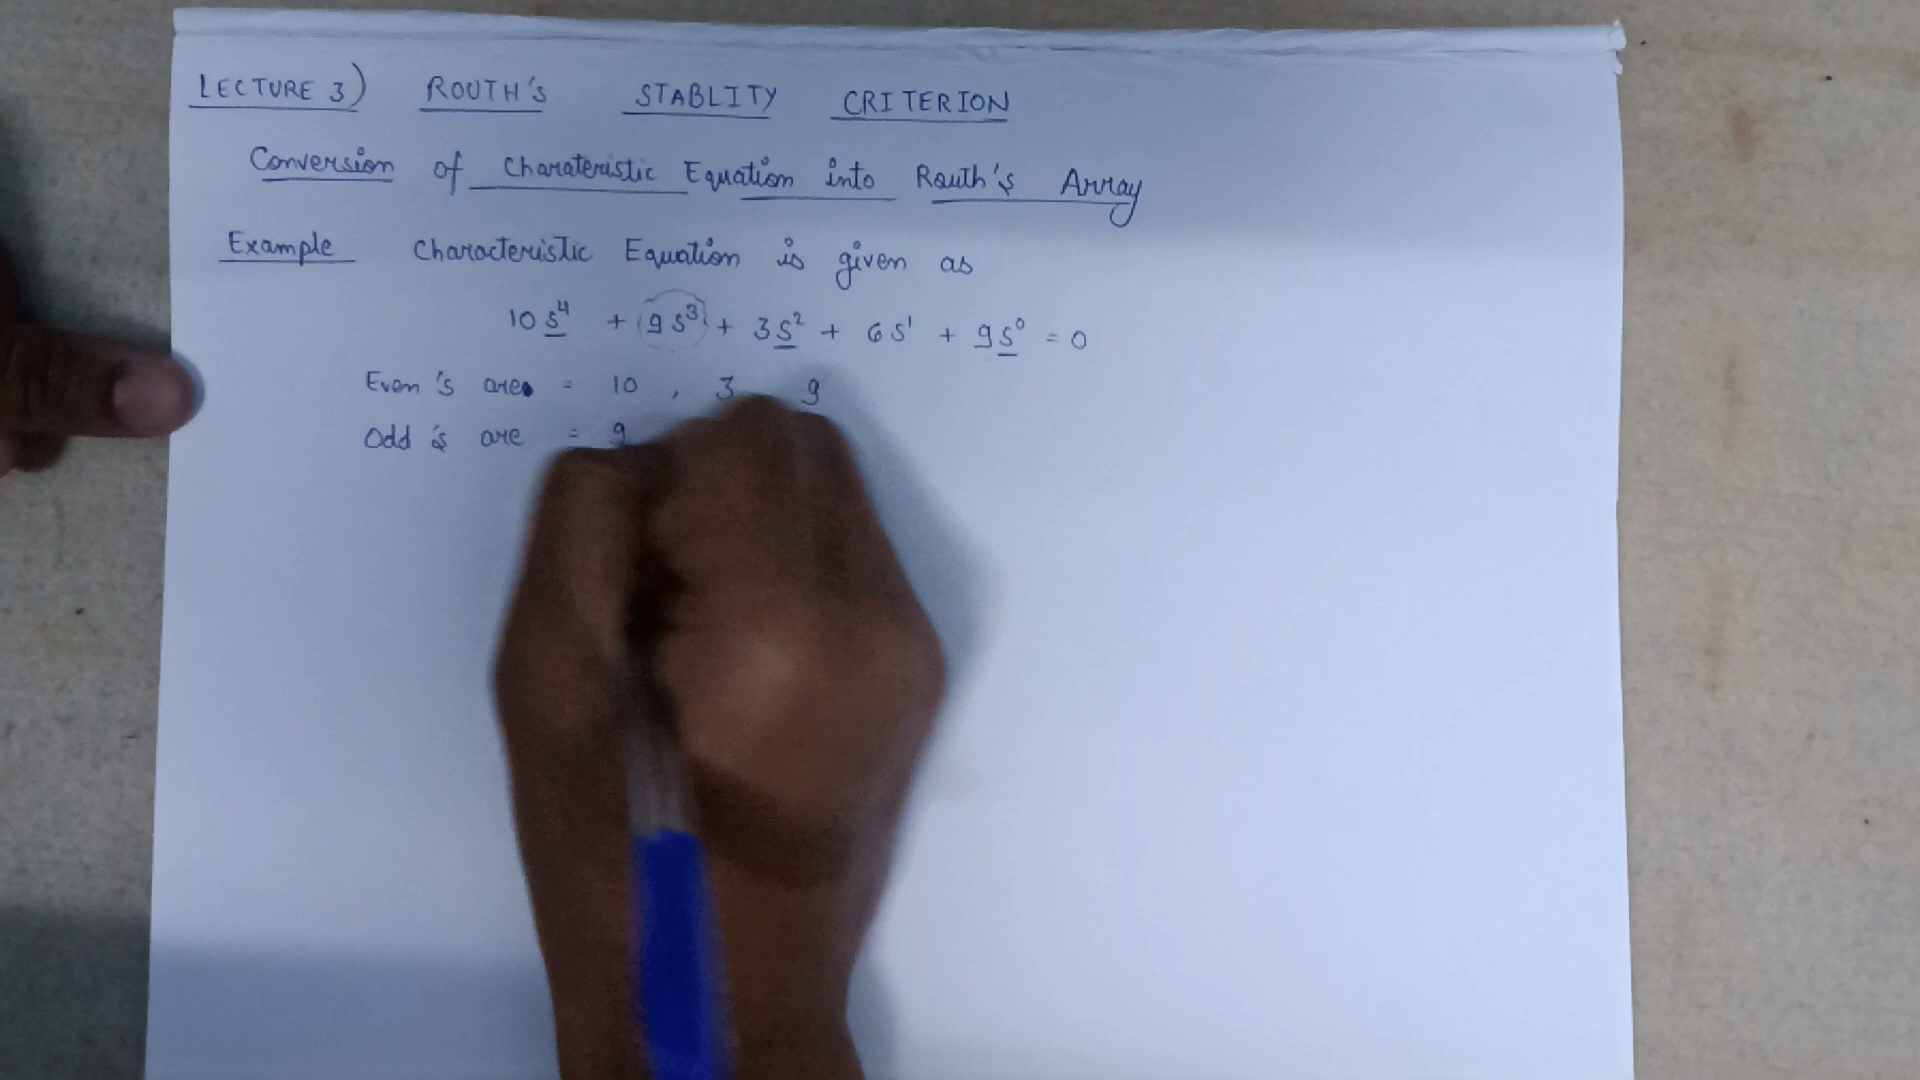 LECTURE 3) ROUTH'S STABLITY CRITERION
Conversion of Charateristic Equation into Routh's Array
Example Characteristic Equation is given as
10 s⁴ + 9 s³ + 3 s² + 6 s¹ + 9 s⁰ = 0
Even's are = 10 , 3 9
Odd's are = 9